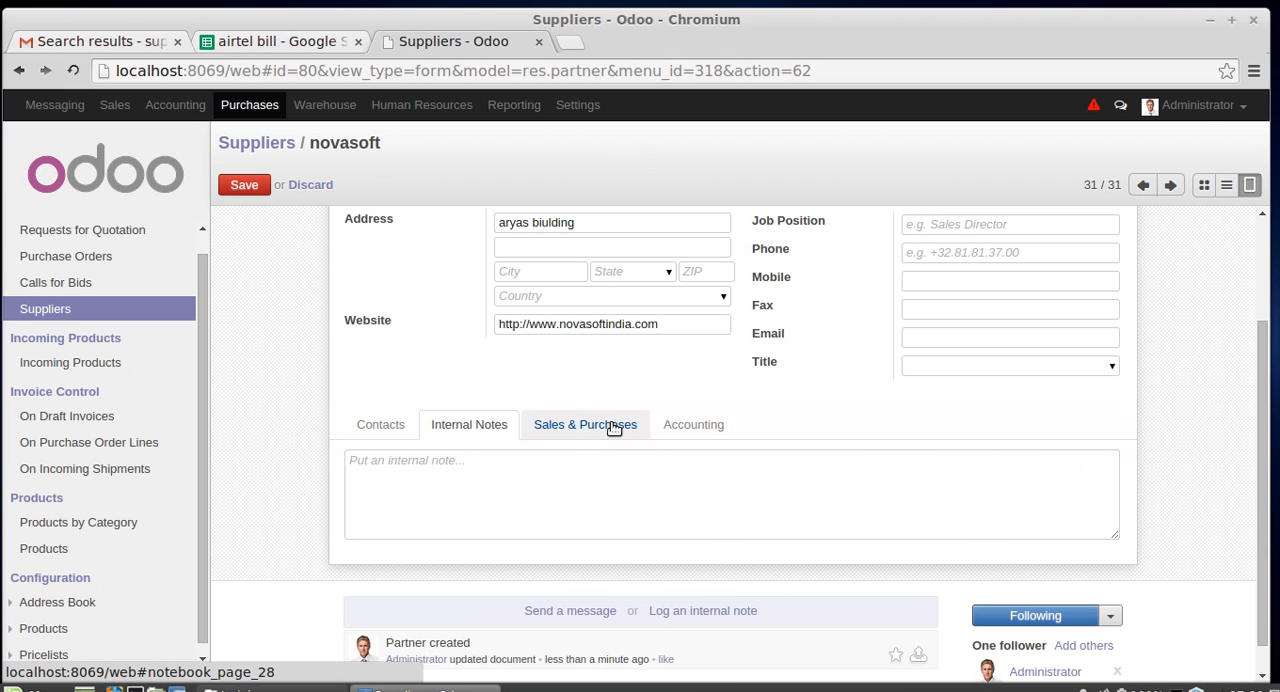 Suppliers - Odoo - Chromium
Search results - sup
airtel bill - Google S
Suppliers - Odoo
localhost:8069/web#id=80&view_type=form&model=res.partner&menu_id=318&action=62
Messaging Sales Accounting Purchases Warehouse Human Resources Reporting Settings Administrator
odoo
Suppliers / novasoft
Save or Discard
31 / 31
Requests for Quotation
Purchase Orders
Calls for Bids
Suppliers
Incoming Products
Incoming Products
Invoice Control
On Draft Invoices
On Purchase Order Lines
On Incoming Shipments
Products
Products by Category
Products
Configuration
Address Book
Products
Pricelists
Address
aryas biulding
City State ZIP
Country
Website
http://www.novasoftindia.com
Job Position
e.g. Sales Director
Phone
e.g. +32.81.81.37.00
Mobile
Fax
Email
Title
Contacts Internal Notes Sales & Purchases Accounting
Put an internal note...
Send a message or Log an internal note
Partner created
Administrator updated document • less than a minute ago • like
Following
One follower Add others
Administrator
localhost:8069/web#notebook_page_28